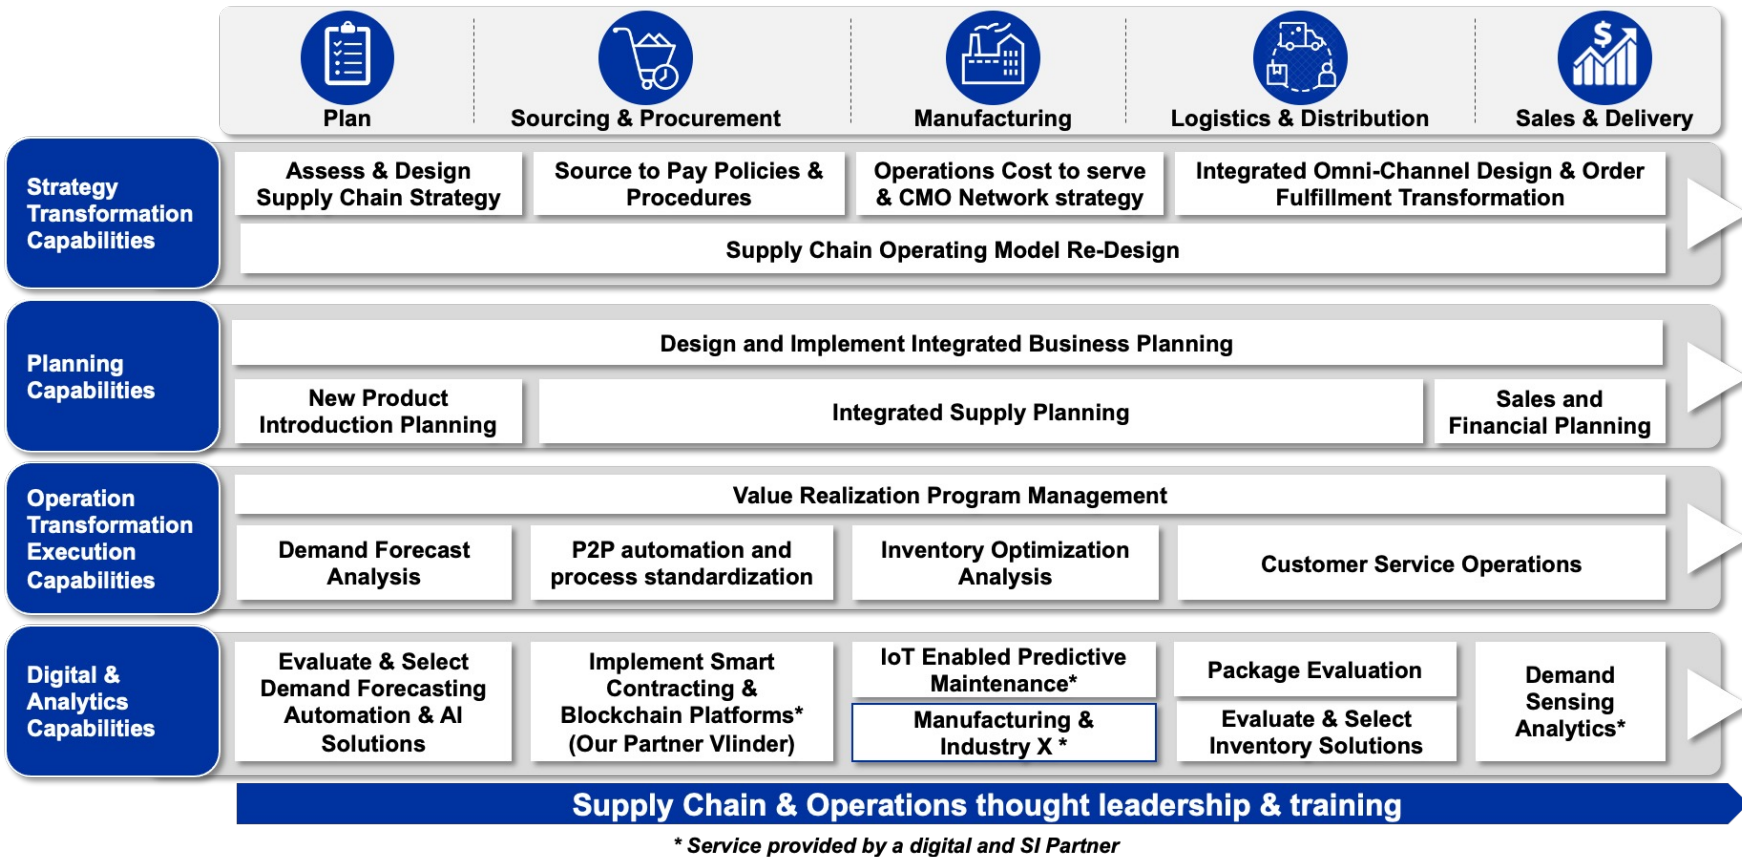 Plan
Sourcing & Procurement
Manufacturing
Logistics & Distribution
Sales & Delivery
$
Strategy
Transformation
Capabilities
Assess & Design
Supply Chain Strategy
Source to Pay Policies &
Procedures
Operations Cost to serve
& CMO Network strategy
Integrated Omni-Channel Design & Order
Fulfillment Transformation
Supply Chain Operating Model Re-Design
Planning
Capabilities
Design and Implement Integrated Business Planning
New Product
Introduction Planning
Integrated Supply Planning
Sales and
Financial Planning
Operation
Transformation
Execution
Capabilities
Value Realization Program Management
Demand Forecast
Analysis
P2P automation and
process standardization
Inventory Optimization
Analysis
Customer Service Operations
Digital &
Analytics
Capabilities
Evaluate & Select
Demand Forecasting
Automation & AI
Solutions
Implement Smart
Contracting &
Blockchain Platforms*
(Our Partner Vlinder)
IoT Enabled Predictive
Maintenance*
Manufacturing &
Industry X *
Package Evaluation
Evaluate & Select
Inventory Solutions
Demand
Sensing
Analytics*
Supply Chain & Operations thought leadership & training
* Service provided by a digital and SI Partner